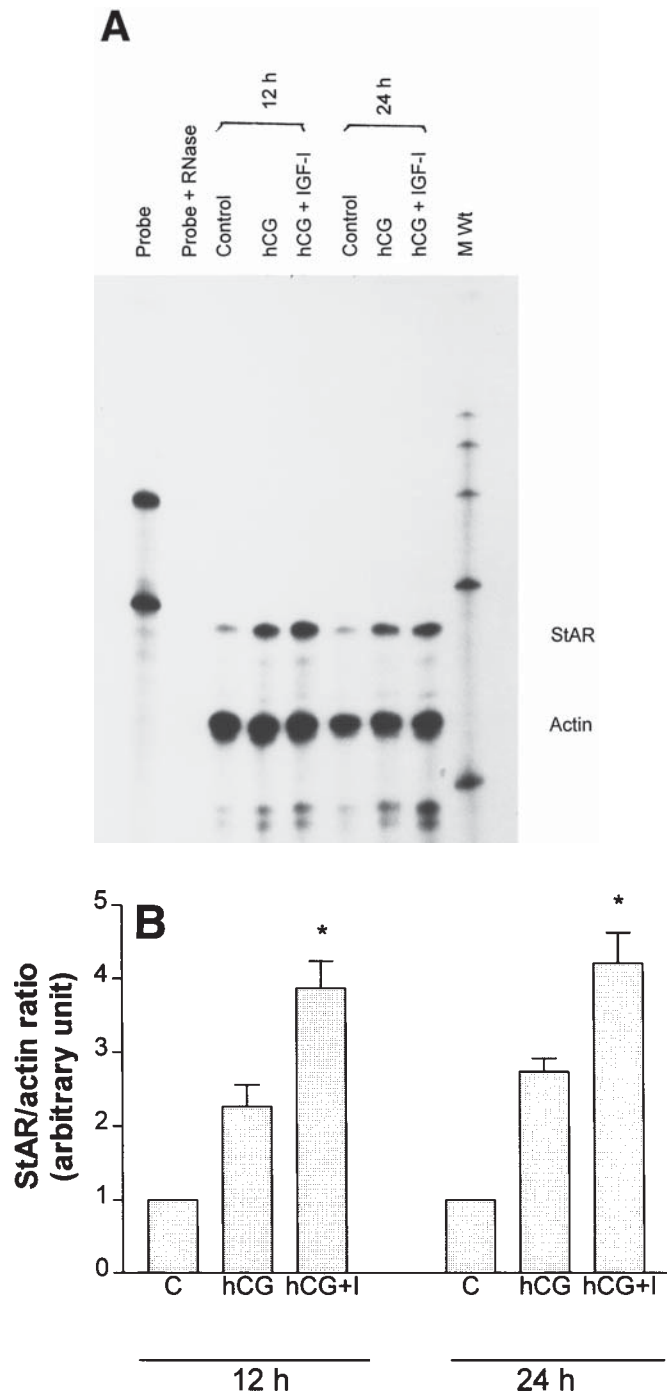 A
12 h
24 h
Probe
Probe + RNase
Control
hCG
hCG + IGF-I
Control
hCG
hCG + IGF-I
M Wt
StAR
Actin
B
StAR/actin ratio
(arbitrary unit)
5
4
3
2
1
0
*
*
C
hCG
hCG+I
C
hCG
hCG+I
12 h
24 h